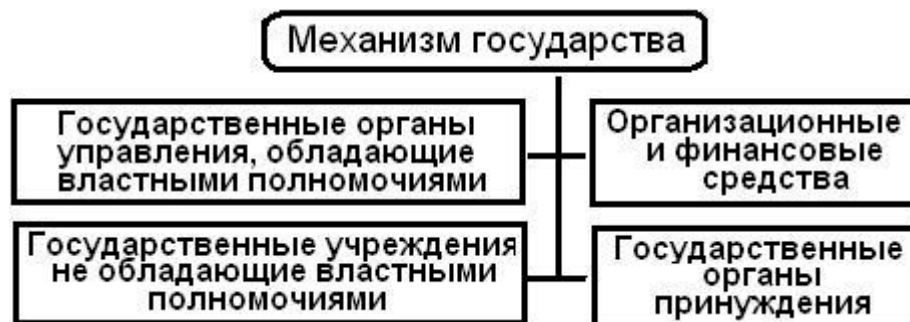 Механизм государства
Государственные органы
управления, обладающие
властными полномочиями
Организационные
и финансовые
средства
Государственные учреждения
не обладающие властными
полномочиями
Государственные
органы
принуждения